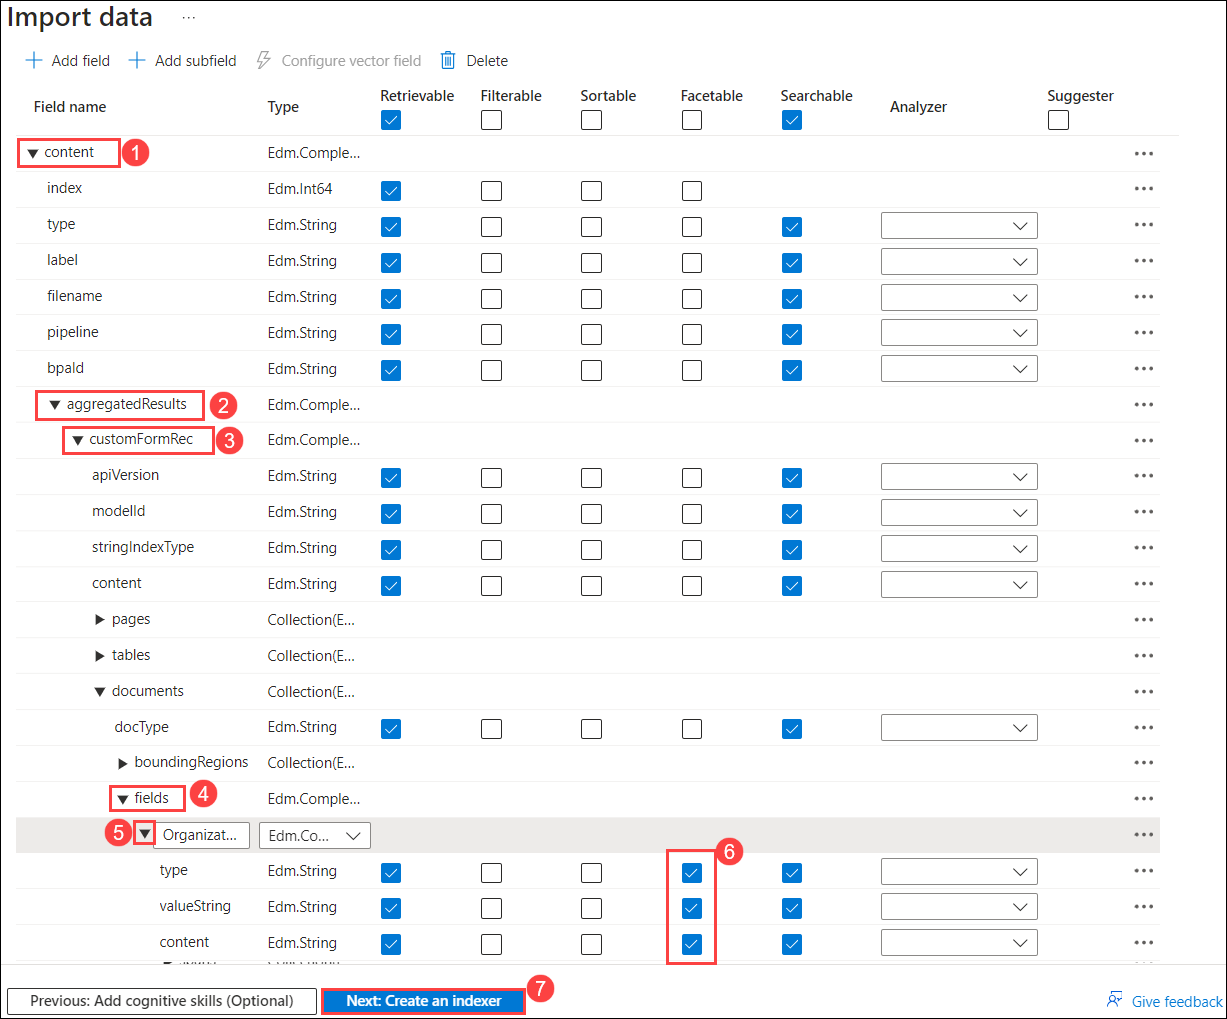 Import data ...
Add field Add subfield Configure vector field Delete
Field name Type Retrievable Filterable Sortable Facetable Searchable Analyzer Suggester
content 1 Edm.Comple...
index Edm.Int64
type Edm.String
label Edm.String
filename Edm.String
pipeline Edm.String
bpaId Edm.String
aggregatedResults 2 Edm.Comple...
customFormRec 3 Edm.Comple...
apiVersion Edm.String
modelId Edm.String
stringIndexType Edm.String
content Edm.String
pages Collection(E...
tables Collection(E...
documents Collection(E...
docType Edm.String
boundingRegions Collection(E...
fields 4 Edm.Comple...
5 Organizat... Edm.Co...
type Edm.String 6
valueString Edm.String
content Edm.String
Previous: Add cognitive skills (Optional) Next: Create an indexer 7 Give feedback